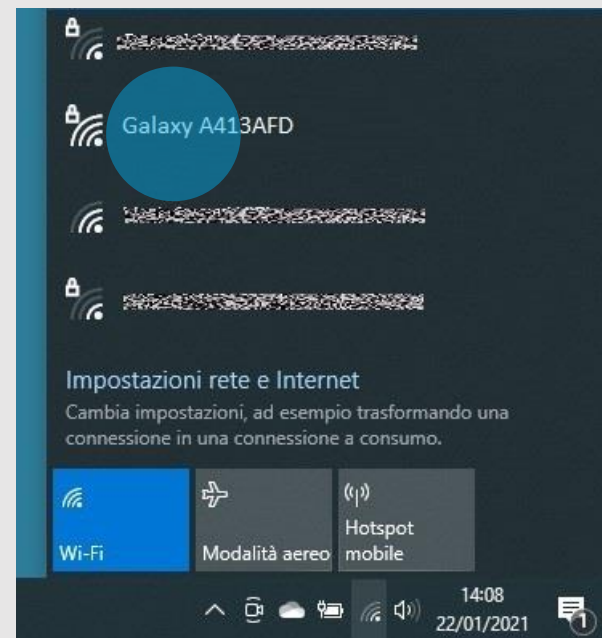 Galaxy A413AFD
Impostazioni rete e Internet
Cambia impostazioni, ad esempio trasformando una
connessione in una connessione a consumo.
Hotspot
Wi-Fi Modalità aereo mobile
14:08
22/01/2021
1